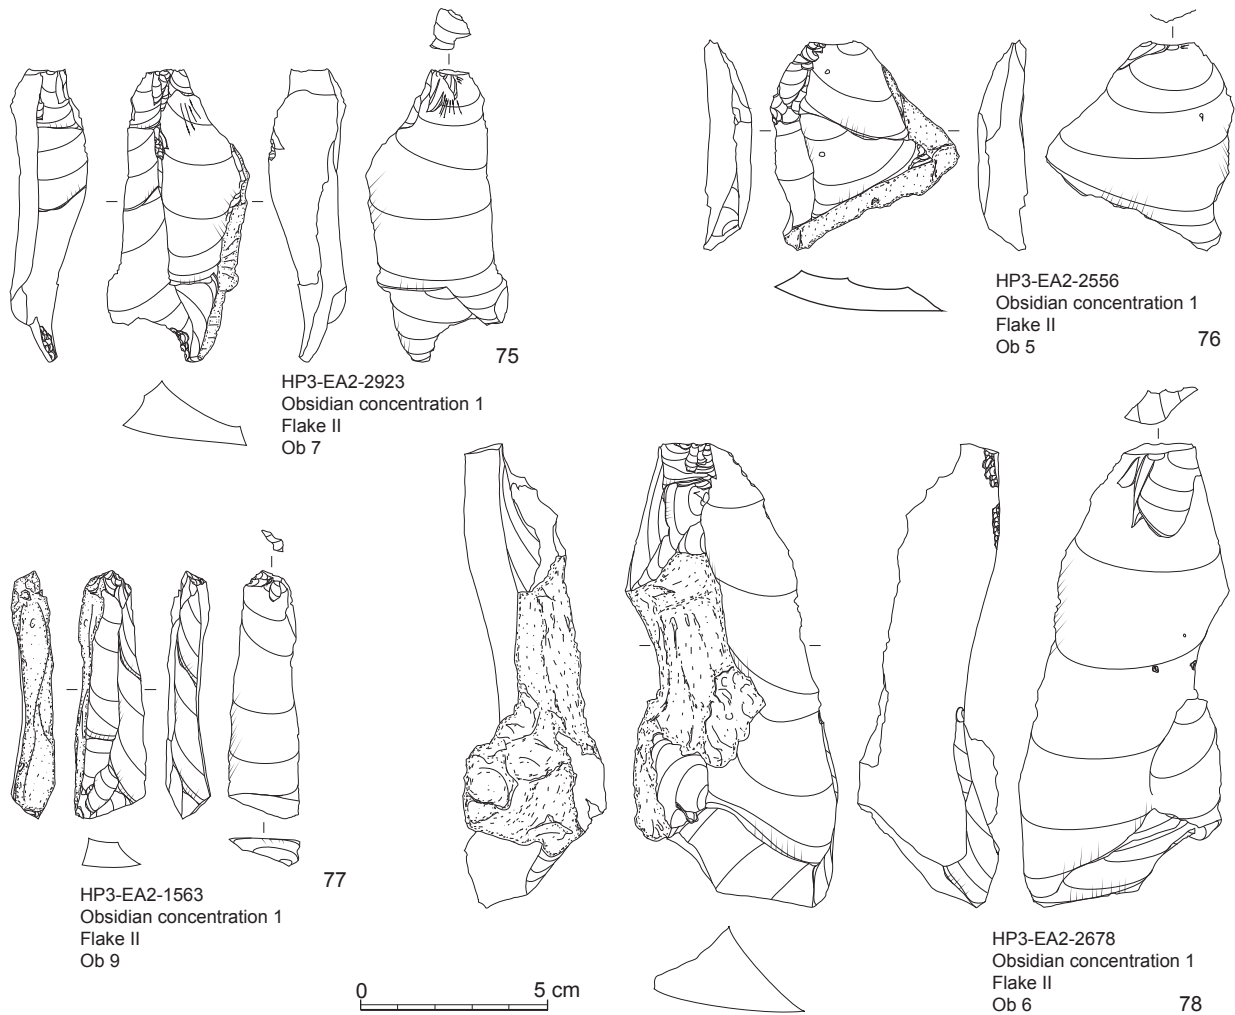 75
HP3-EA2-2923
Obsidian concentration 1
Flake II
Ob 7
HP3-EA2-2556
Obsidian concentration 1
Flake II
Ob 5
76
77
HP3-EA2-1563
Obsidian concentration 1
Flake II
Ob 9
0 5 cm
HP3-EA2-2678
Obsidian concentration 1
Flake II
Ob 6
78